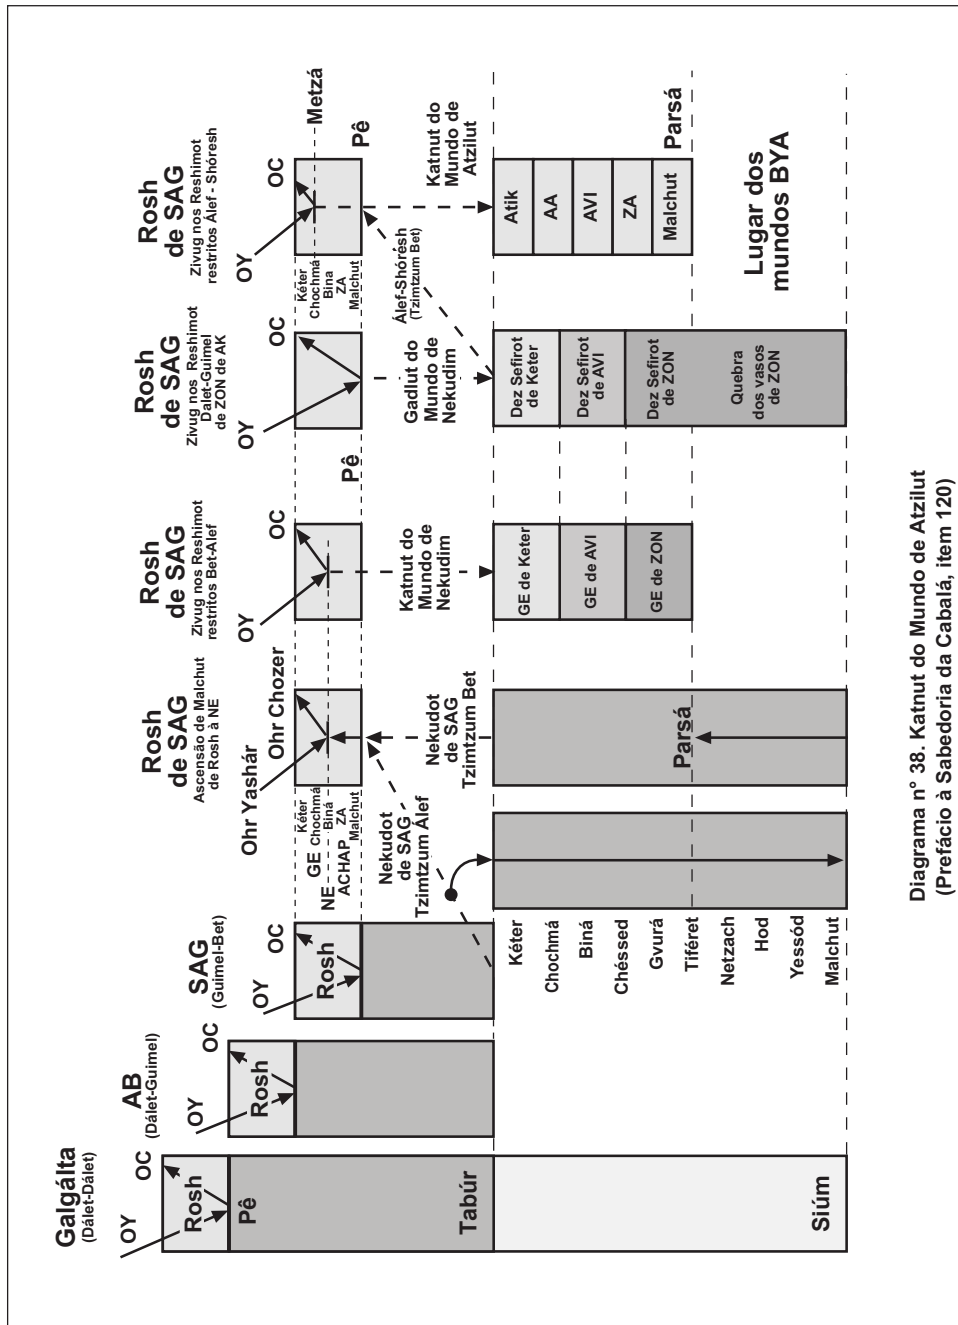 Galgálta
(Dálet-Dálet)
OY
OC
Rosh
Pê
Tabúr
Siúm
AB
(Dálet-Guimel)
OY
OC
Rosh
SAG
(Guimel-Bet)
OY
OC
Rosh
Kéter
Chochmá
Biná
Chéssed
Gvurá
Tiféret
Netzach
Hod
Yessód
Malchut
Nekudot
de SAG
Tzimtzum Álef
Rosh
de SAG
Ascensão de Malchut
de Rosh à NE
Ohr Yashár
Ohr Chozer
GE
NE
ACHAP
Kéter
Chochmá
Biná
ZA
Malchut
Nekudot
de SAG
Tzimtzum Bet
Parsá
Rosh
de SAG
Zivug nos Reshimot
restritos Bet-Alef
OY
OC
Pê
Katnut do
Mundo de
Nekudim
GE de Keter
GE de AVI
GE de ZON
Rosh
de SAG
Zivug nos Reshimot
Dalet-Guimel
de ZON de AK
OY
OC
Gadlut do
Mundo de
Nekudim
Dez Sefirot
de Keter
Dez Sefirot
de AVI
Dez Sefirot
de ZON
Quebra
dos vasos
de ZON
Álef-Shóresh
(Tzimtzum Bet)
Rosh
de SAG
Zivug nos Reshimot
restritos Álef - Shóresh
OY
OC
Metzá
Pê
Kéter
Chochmá
Bina
ZA
Malchut
Katnut do
Mundo de
Atzilut
Atik
AA
AVI
ZA
Malchut
Parsá
Lugar dos
mundos BYA
Diagrama n° 38. Katnut do Mundo de Atzilut
(Prefácio à Sabedoria da Cabalá, item 120)